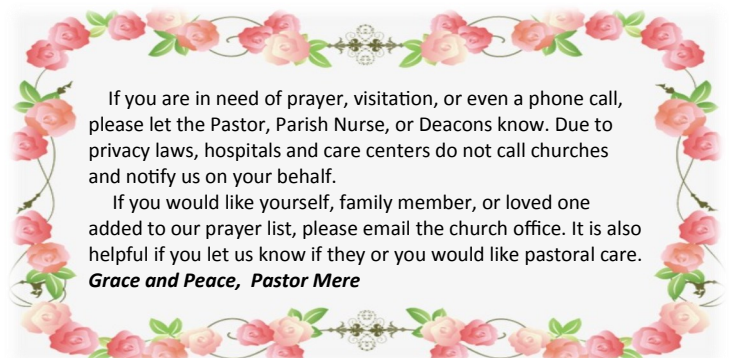 If you are in need of prayer, visitation, or even a phone call,
please let the Pastor, Parish Nurse, or Deacons know. Due to
privacy laws, hospitals and care centers do not call churches
and notify us on your behalf.
If you would like yourself, family member, or loved one
added to our prayer list, please email the church office. It is also
helpful if you let us know if they or you would like pastoral care.
Grace and Peace,  Pastor Mere